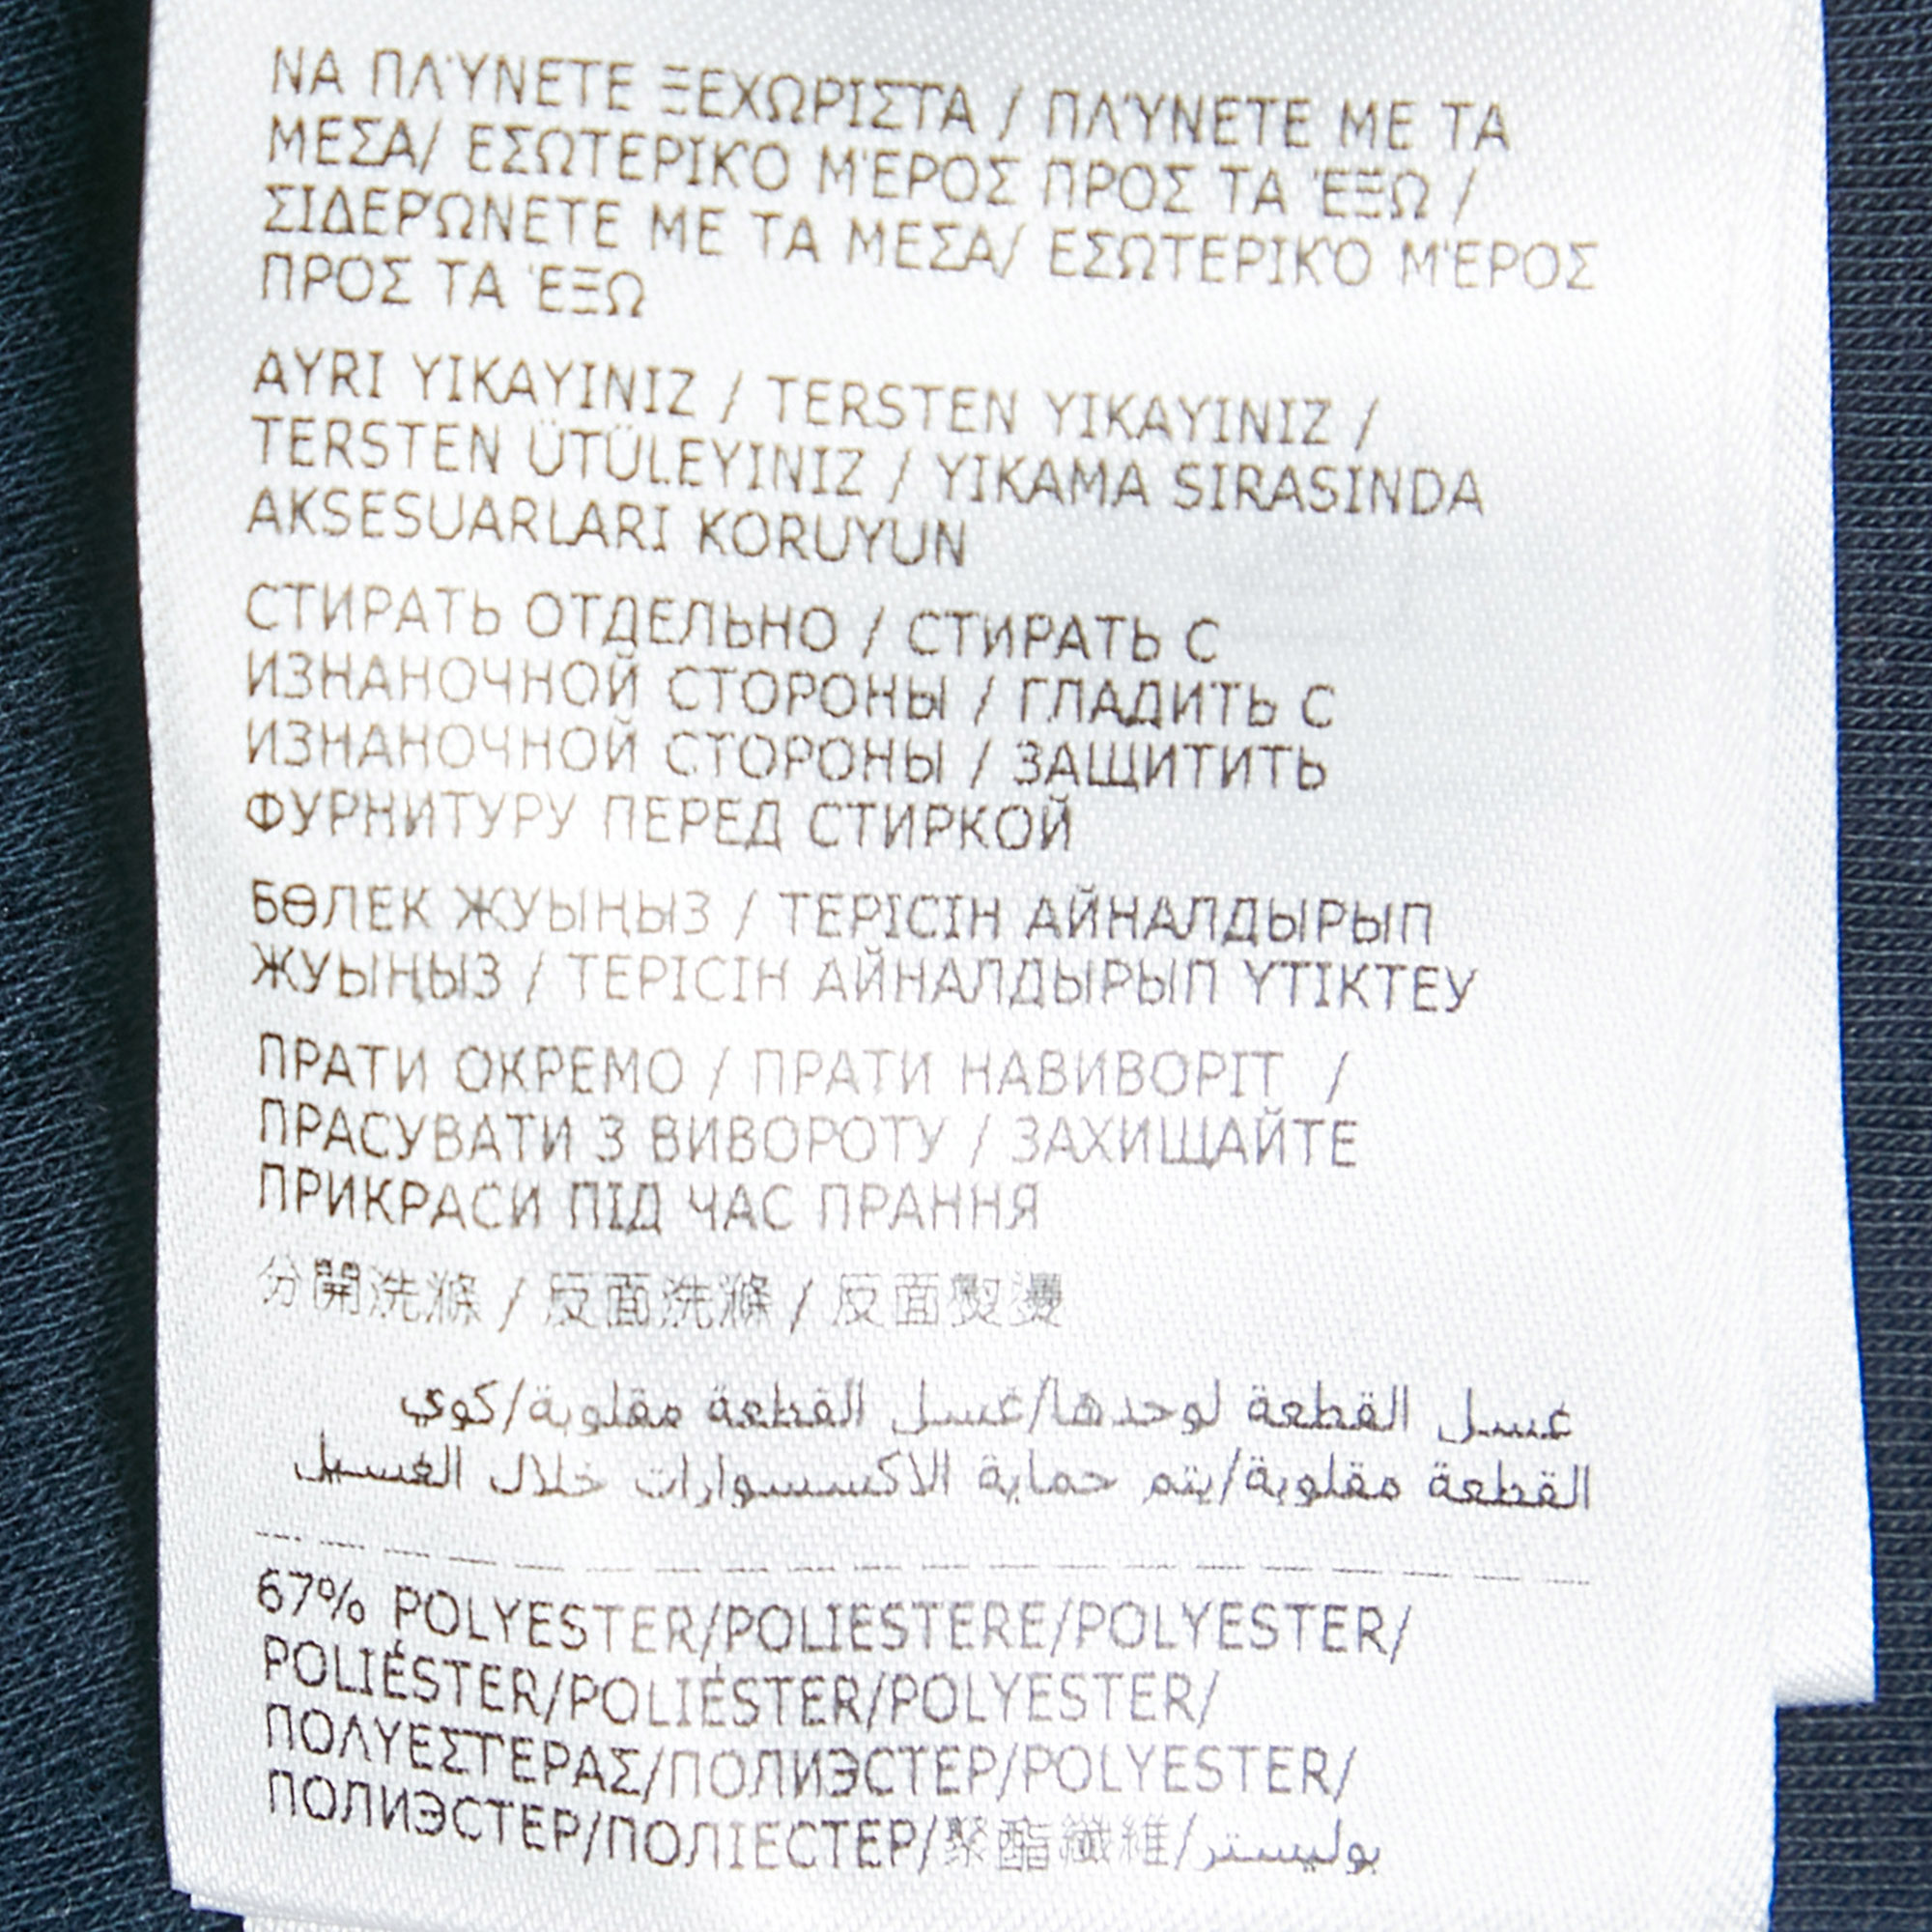 ΝΑ ΠΛΎΝΕΤΕ ΞΕΧΩΡΙΣΤΑ / ΠΛΎΝΕΤΕ ΜΕ ΤΑ
ΜΕΣΑ/ ΕΣΩΤΕΡΙΚΌ ΜΈΡΟΣ ΠΡΟΣ ΤΑ ΈΞΩ /
ΣΙΔΕΡΏΝΕΤΕ ΜΕ ΤΑ ΜΕΣΑ/ ΕΣΩΤΕΡΙΚΌ ΜΈΡΟΣ
ΠΡΟΣ ΤΑ ΈΞΩ
AYRI YIKAYINIZ / TERSTEN YIKAYINIZ /
TERSTEN ÜTÜLEYINIZ / YIKAMA SIRASINDA
AKSESUARLARI KORUYUN
СТИРАТЬ ОТДЕЛЬНО / СТИРАТЬ С
ИЗНАНОЧНОЙ СТОРОНЫ / ГЛАДИТЬ С
ИЗНАНОЧНОЙ СТОРОНЫ / ЗАЩИТИТЬ
ФУРНИТУРУ ПЕРЕД СТИРКОЙ
БӨЛЕК ЖУЫҢЫЗ / ТЕРІСІН АЙНАЛДЫРЫП
ЖУЫҢЫЗ / ТЕРІСІН АЙНАЛДЫРЫП ҮТІКТЕУ
ПРАТИ ОКРЕМО / ПРАТИ НАВИВОРІТ /
ПРАСУВАТИ З ВИВОРОТУ / ЗАХИЩАЙТЕ
ПРИКРАСИ ПІД ЧАС ПРАННЯ
分開洗滌 / 反面洗滌 / 反面熨燙
غسل القطعة لوحدها/غسل القطعة مقلوبة/كوي
القطعة مقلوبة/يتم حماية الاكسسوارات خلال الغسيل
67% POLYESTER/POLIESTERE/POLYESTER/
POLIÉSTER/POLIÉSTER/POLYESTER/
ΠΟΛΥΕΣΤΕΡΑΣ/ПОЛИЭСТЕР/POLYESTER/
ПОЛИЭСТЕР/ПОЛІЕСТЕР/聚酯纖維/بوليستر